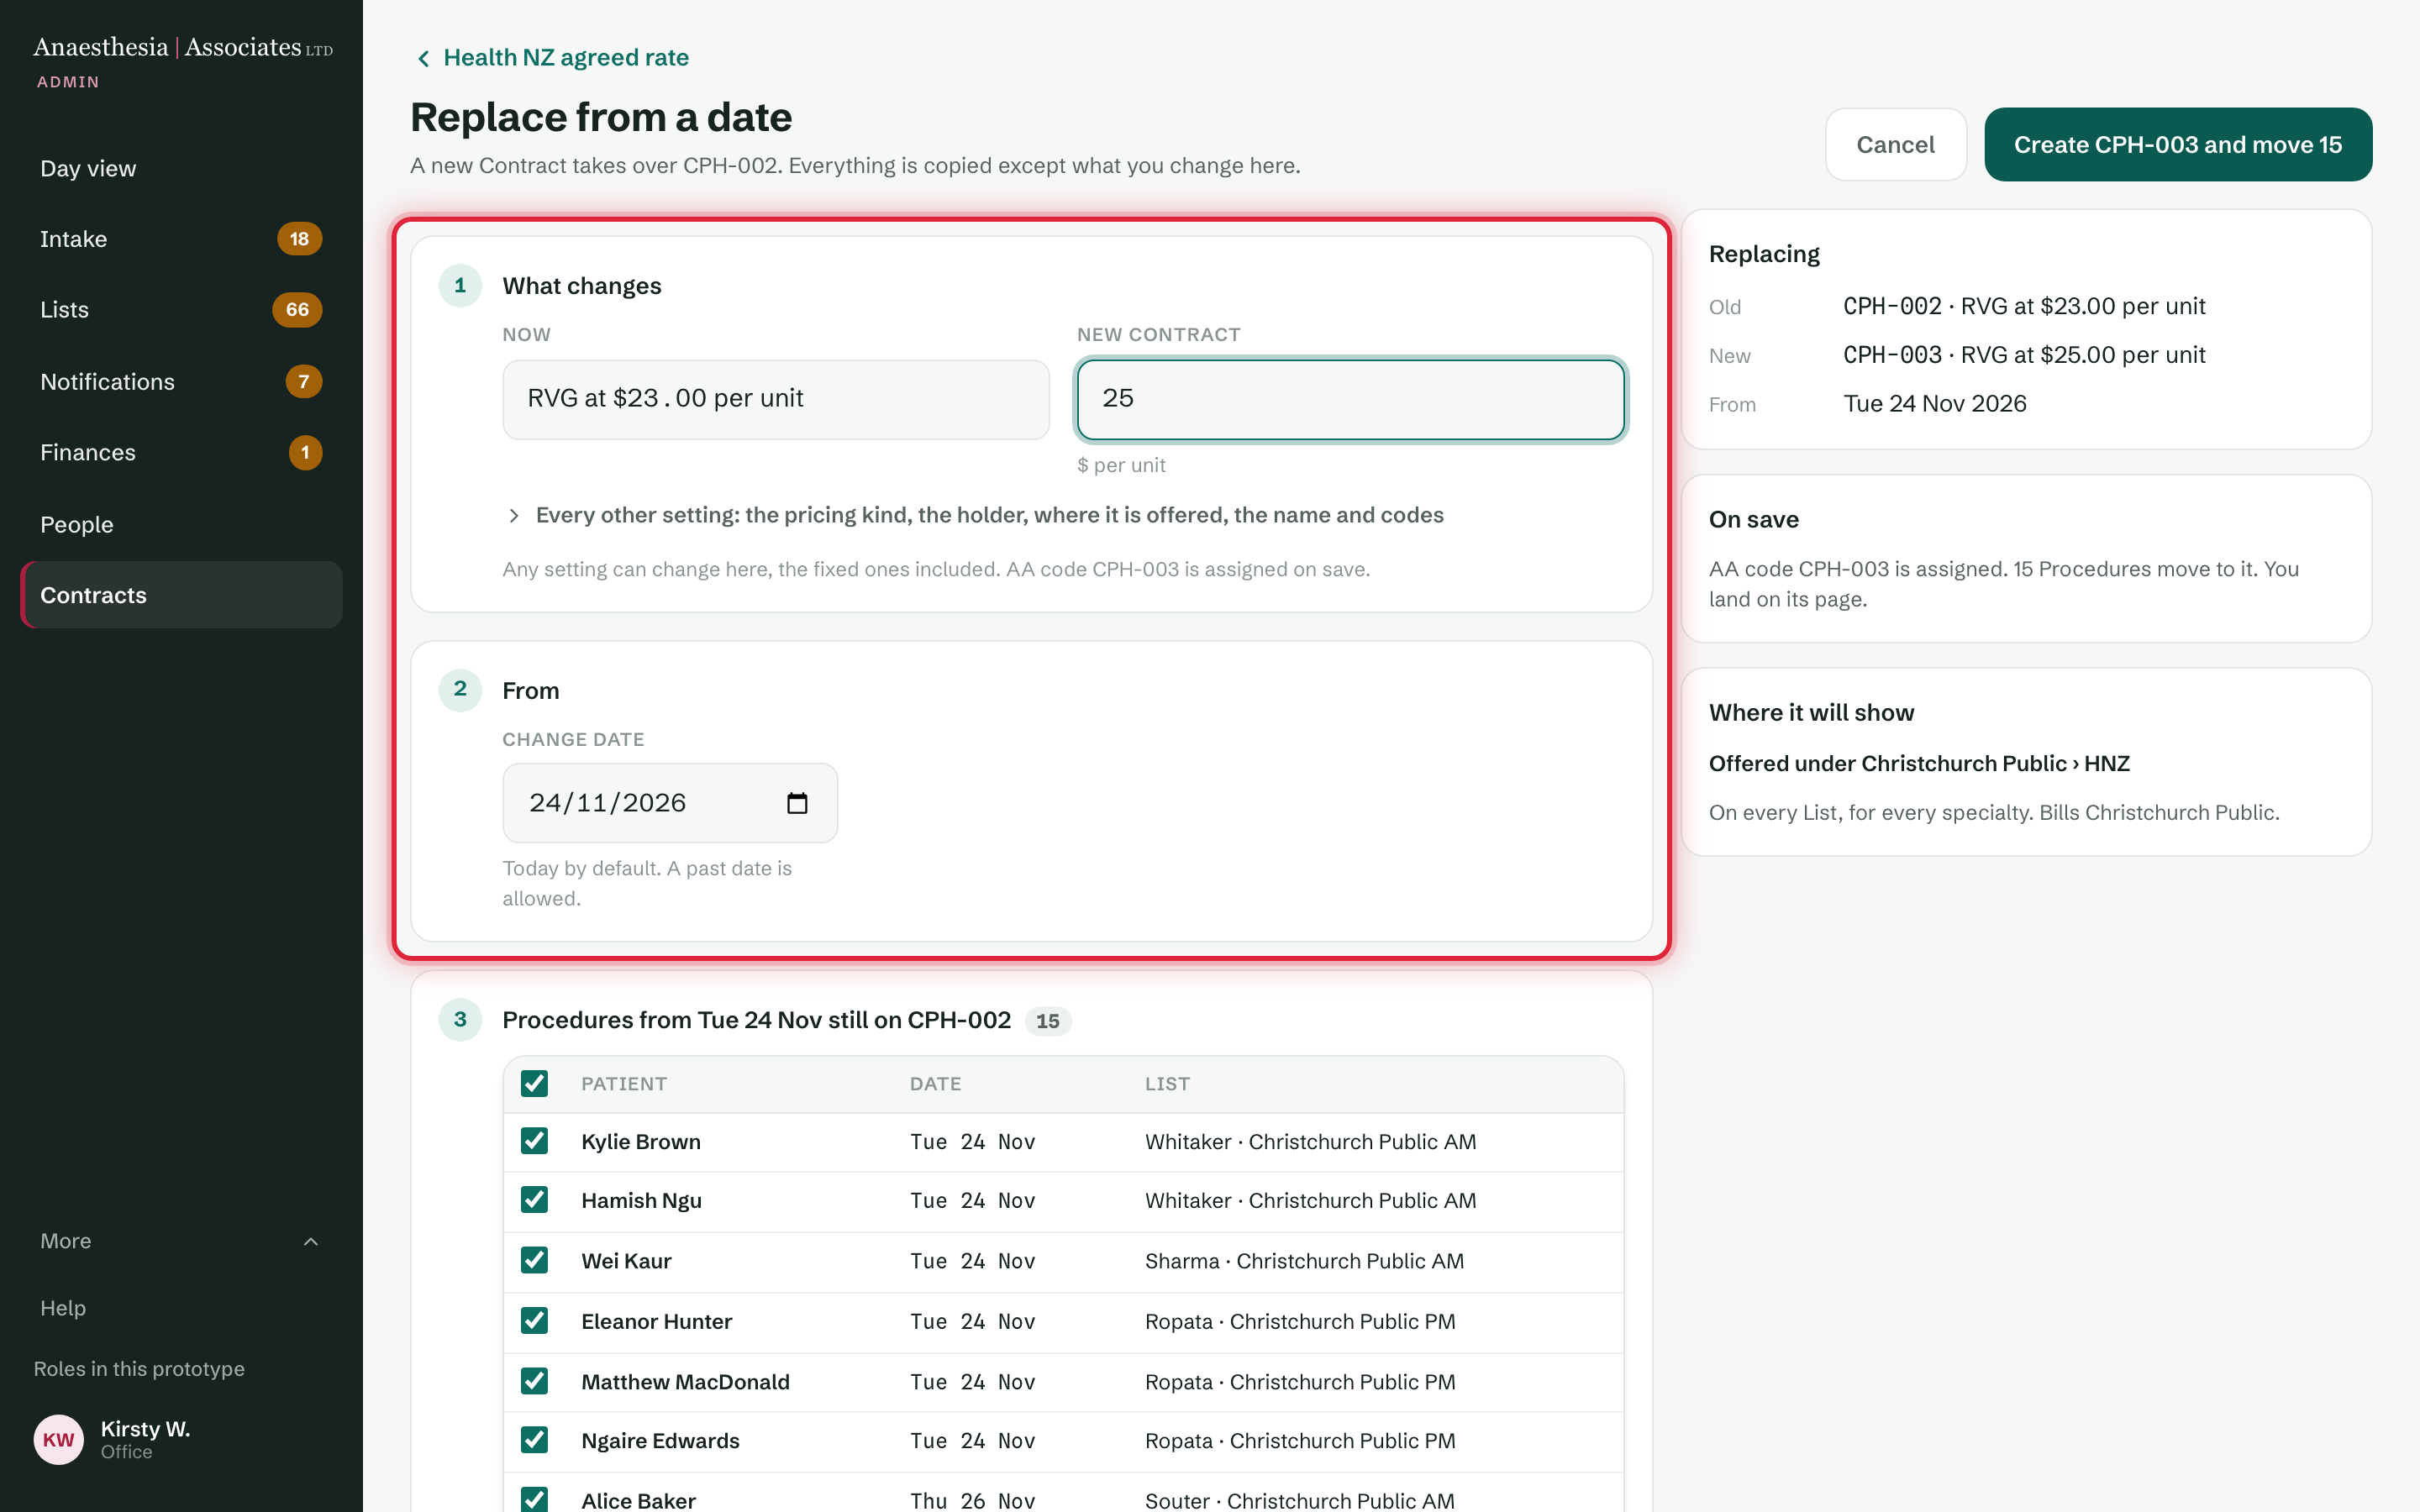 Anaesthesia | Associates LTD
ADMIN
Day view
Intake 18
Lists 66
Notifications 7
Finances 1
People
Contracts
More
Help
Roles in this prototype
KW
Kirsty W.
Office
Health NZ agreed rate
Replace from a date
A new Contract takes over CPH-002. Everything is copied except what you change here.
Cancel
Create CPH-003 and move 15
1 What changes
NOW
RVG at $23.00 per unit
NEW CONTRACT
25
$ per unit
Every other setting: the pricing kind, the holder, where it is offered, the name and codes
Any setting can change here, the fixed ones included. AA code CPH-003 is assigned on save.
2 From
CHANGE DATE
24/11/2026
Today by default. A past date is
allowed.
3 Procedures from Tue 24 Nov still on CPH-002 15
PATIENT DATE LIST
Kylie Brown Tue 24 Nov Whitaker · Christchurch Public AM
Hamish Ngu Tue 24 Nov Whitaker · Christchurch Public AM
Wei Kaur Tue 24 Nov Sharma · Christchurch Public AM
Eleanor Hunter Tue 24 Nov Ropata · Christchurch Public PM
Matthew MacDonald Tue 24 Nov Ropata · Christchurch Public PM
Ngaire Edwards Tue 24 Nov Ropata · Christchurch Public PM
Alice Baker Thu 26 Nov Souter · Christchurch Public AM
Replacing
Old CPH-002 · RVG at $23.00 per unit
New CPH-003 · RVG at $25.00 per unit
From Tue 24 Nov 2026
On save
AA code CPH-003 is assigned. 15 Procedures move to it. You
land on its page.
Where it will show
Offered under Christchurch Public › HNZ
On every List, for every specialty. Bills Christchurch Public.